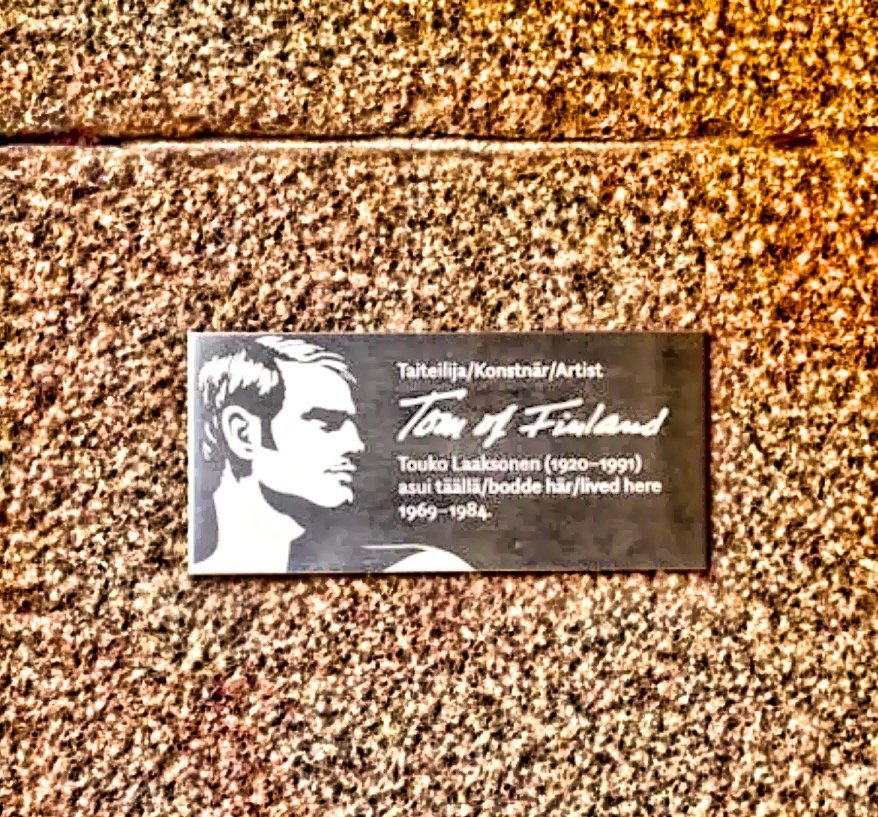 Taiteilija/Konstnär/Artist
Tom of Finland
Touko Laaksonen (1920–1991)
asui täällä/bodde här/lived here
1969–1984.